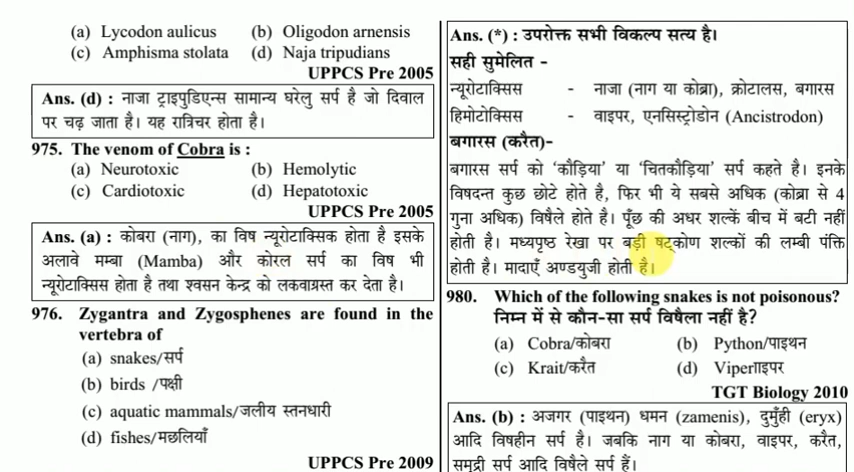 (a) Lycodon aulicus (b) Oligodon arnensis
(c) Amphisma stolata (d) Naja tripudians
UPPCS Pre 2005
Ans. (d) : नाजा ट्राइपुडिएन्स सामान्य घरेलु सर्प है जो दिवाल
पर चढ़ जाता है। यह रात्रिचर होता है।
975. The venom of Cobra is :
(a) Neurotoxic (b) Hemolytic
(c) Cardiotoxic (d) Hepatotoxic
UPPCS Pre 2005
Ans. (a) : कोबरा (नाग), का विष न्यूरोटाक्सिक होता है इसके
अलावे मम्बा (Mamba) और कोरल सर्प का विष भी
न्यूरोटाक्सिस होता है तथा श्वसन केन्द्र को लकवाग्रस्त कर देता है।
976. Zygantra and Zygosphenes are found in the
vertebra of
(a) snakes/सर्प
(b) birds /पक्षी
(c) aquatic mammals/जलीय स्तनधारी
(d) fishes/मछलियाँ
UPPCS Pre 2009
Ans. (*) : उपरोक्त सभी विकल्प सत्य है।
सही सुमेलित -
न्यूरोटाक्सिस - नाजा (नाग या कोब्रा), क्रोटालस, बगारस
हिमोटोक्सिस - वाइपर, एनसिस्ट्रोडोन (Ancistrodon)
बगारस (करैत)-
बगारस सर्प को ‘कौड़िया’ या ‘चितकौड़िया’ सर्प कहते है। इनके
विषदन्त कुछ छोटे होते है, फिर भी ये सबसे अधिक (कोब्रा से 4
गुना अधिक) विषैले होते है। पूँछ की अधर शल्कें बीच में बटी नहीं
होती है। मध्यपृष्ठ रेखा पर बड़ी षट्कोण शल्कों की लम्बी पंक्ति
होती है। मादाएँ अण्डयुजी होती है।
980. Which of the following snakes is not poisonous?
निम्न में से कौन-सा सर्प विषैला नहीं है?
(a) Cobra/कोबरा (b) Python/पाइथन
(c) Krait/करैत (d) Viperााइपर
TGT Biology 2010
Ans. (b) : अजगर (पाइथन) धमन (zamenis), दुमुँही (eryx)
आदि विषहीन सर्प है। जबकि नाग या कोबरा, वाइपर, करैत,
समुद्री सर्प आदि विषैले सर्प हैं।